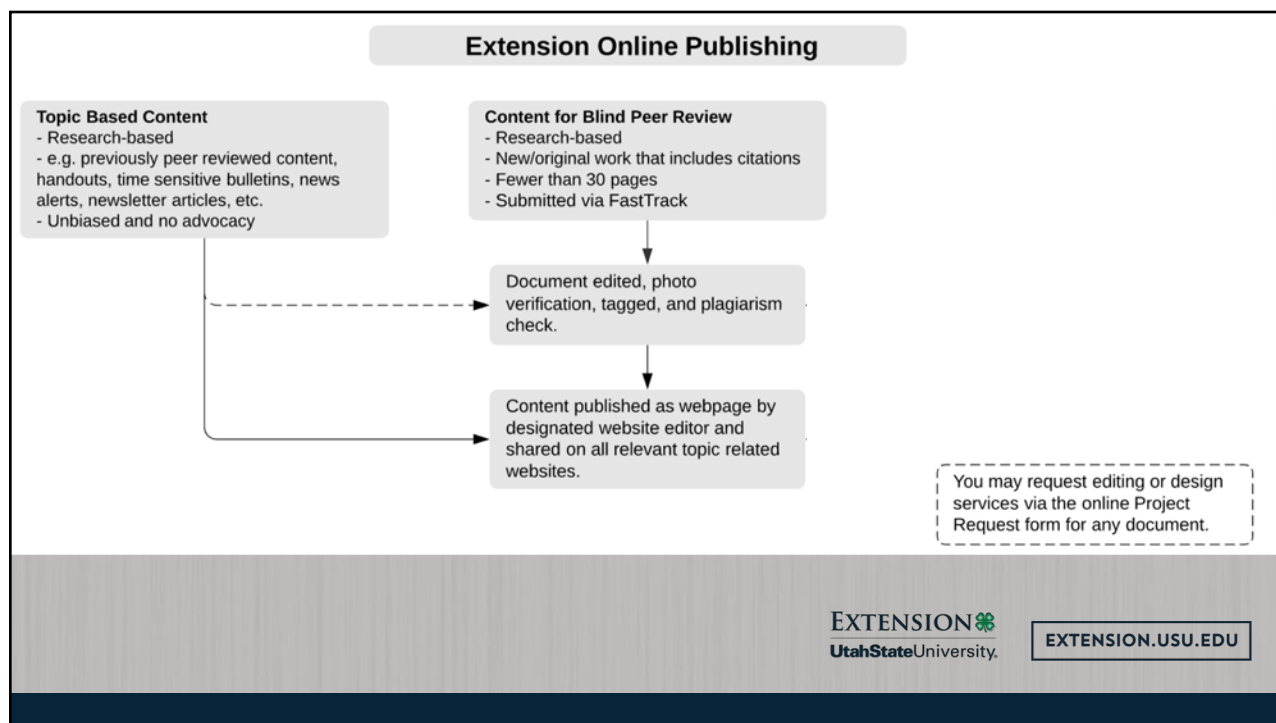 Extension Online Publishing
Topic Based Content
- Research-based
- e.g. previously peer reviewed content,
handouts, time sensitive bulletins, news
alerts, newsletter articles, etc.
- Unbiased and no advocacy
Content for Blind Peer Review
- Research-based
- New/original work that includes citations
- Fewer than 30 pages
- Submitted via FastTrack
Document edited, photo
verification, tagged, and plagiarism
check.
Content published as webpage by
designated website editor and
shared on all relevant topic related
websites.
You may request editing or design
services via the online Project
Request form for any document.
EXTENSION
UtahStateUniversity.
EXTENSION.USU.EDU